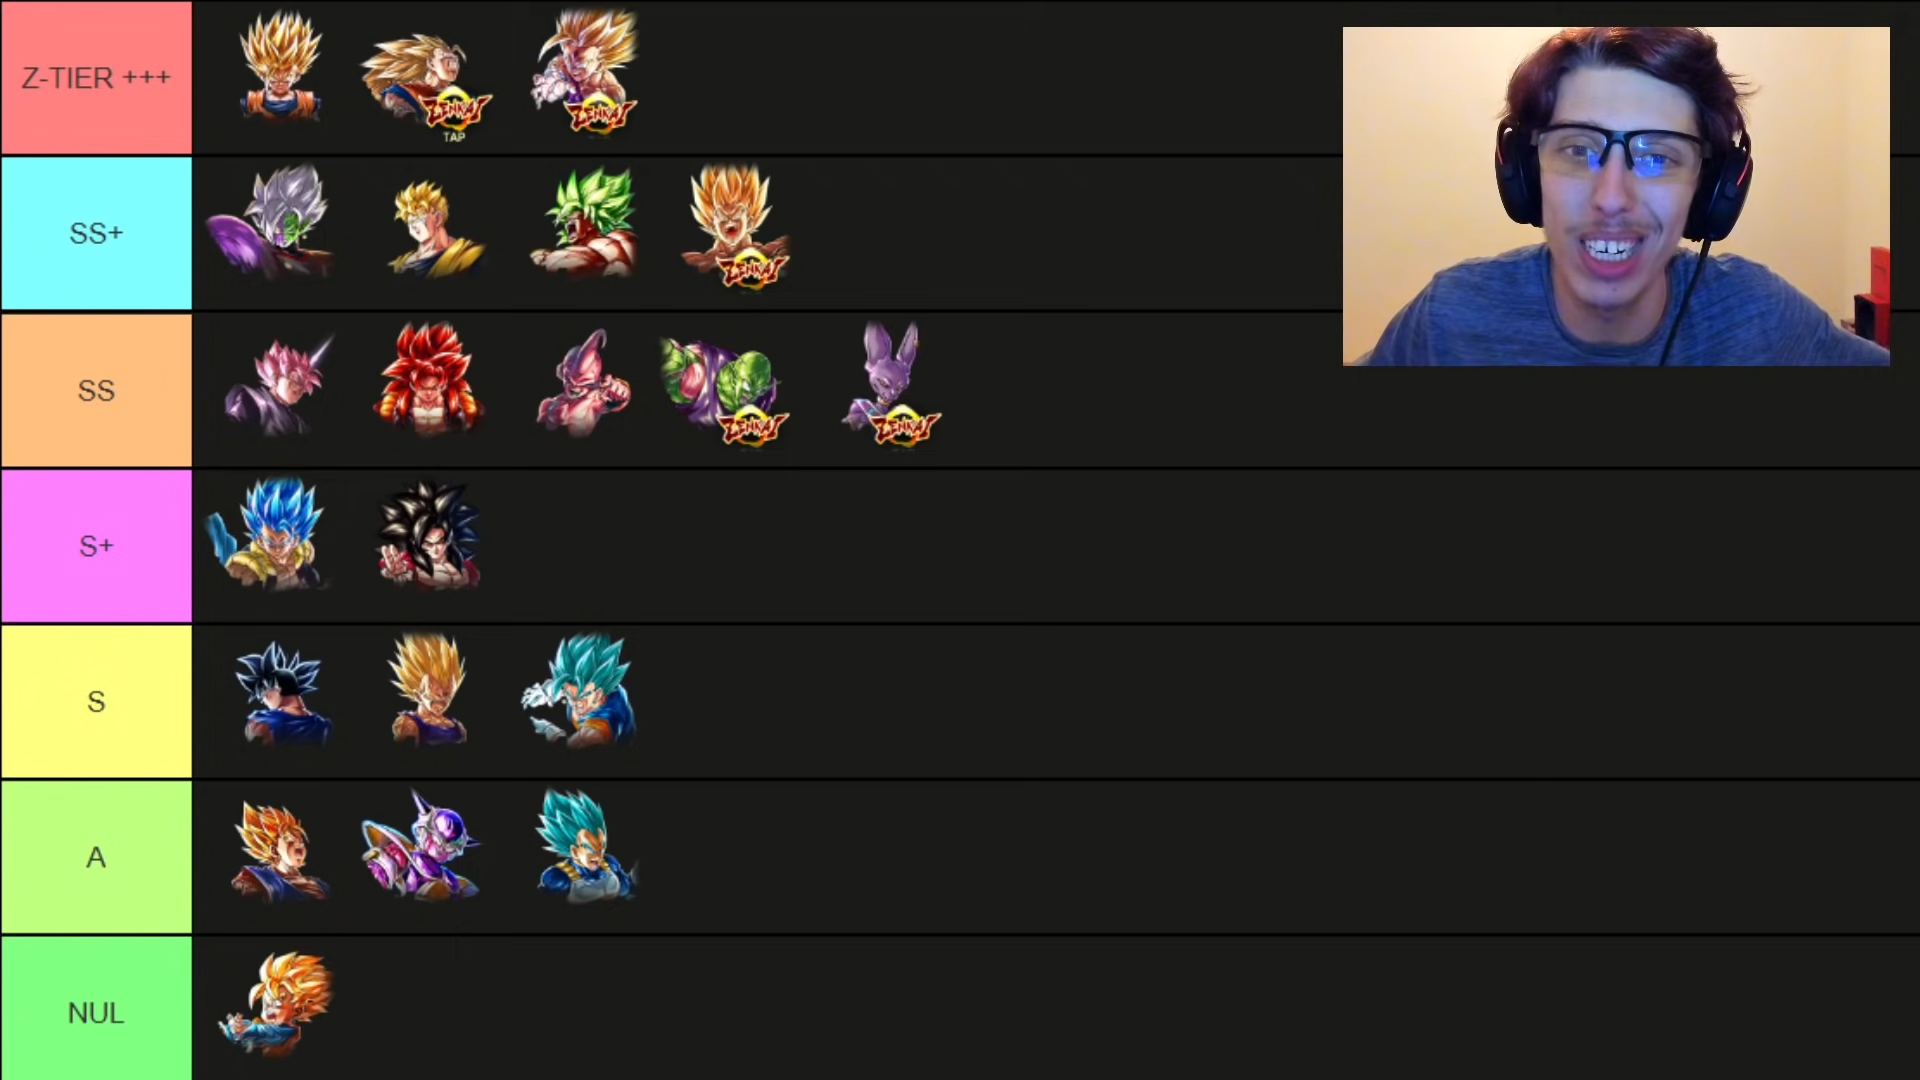 Z-TIER +++
ZENKAI
TAP
ZENKAI
SS+
ZENKAI
SS
ZENKAI
ZENKAI
S+
S
A
NUL